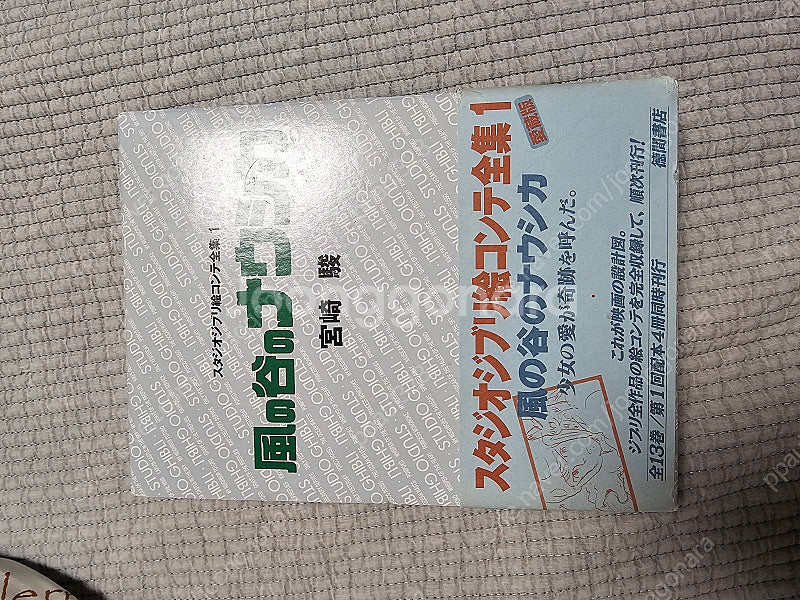 スタジオジブリ絵コンテ全集 1
風の谷のナウシカ
宮崎 駿
STUDIO GHIBLI
スタジオジブリ絵コンテ全集1
愛蔵版
風の谷のナウシカ
少女の愛が奇跡を呼んだ。
これが映画の設計図。
ジブリ全作品の絵コンテを完全収録して、順次刊行!
全13巻/第1回配本4冊同時刊行
徳間書店
joonggonara